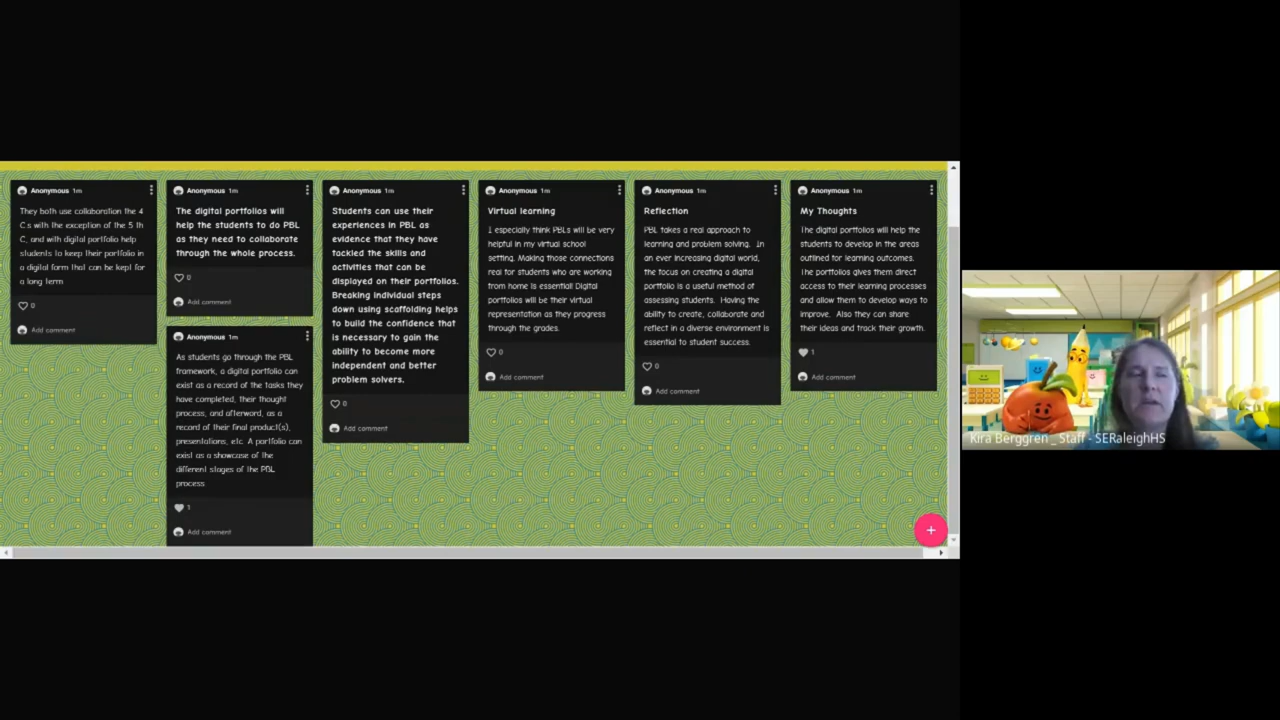 Anonymous 1m
They both use collaboration the 4
C.s with the exception of the 5 th
C, and with digital portfolio help
students to keep their portfolio in
a digital form that can be kept for
a long term
0
Add comment
Anonymous 1m
The digital portfolios will
help the students to do PBL
as they need to collaborate
through the whole process.
0
Add comment
Anonymous 1m
As students go through the PBL
framework, a digital portfolio can
exist as a record of the tasks they
have completed, their thought
process, and afterword, as a
record of their final product(s),
presentations, etc. A portfolio can
exist as a showcase of the
different stages of the PBL
process
1
Add comment
Anonymous 1m
Students can use their
experiences in PBL as
evidence that they have
tackled the skills and
activities that can be
displayed on their portfolios.
Breaking individual steps
down using scaffolding helps
to build the confidence that
is necessary to gain the
ability to become more
independent and better
problem solvers.
0
Add comment
Anonymous 1m
Virtual learning
I especially think PBLs will be very
helpful in my virtual school
setting. Making those connections
real for students who are working
from home is essential! Digital
portfolios will be their virtual
representation as they progress
through the grades.
0
Add comment
Anonymous 1m
Reflection
PBL takes a real approach to
learning and problem solving. In
an ever increasing digital world,
the focus on creating a digital
portfolio is a useful method of
assessing students. Having the
ability to create, collaborate and
reflect in a diverse environment is
essential to student success.
0
Add comment
Anonymous 1m
My Thoughts
The digital portfolios will help the
students to develop in the areas
outlined for learning outcomes.
The portfolios gives them direct
access to their learning processes
and allow them to develop ways to
improve. Also they can share
their ideas and track their growth.
1
Add comment
+
Kira Berggren _ Staff - SERaleighHS